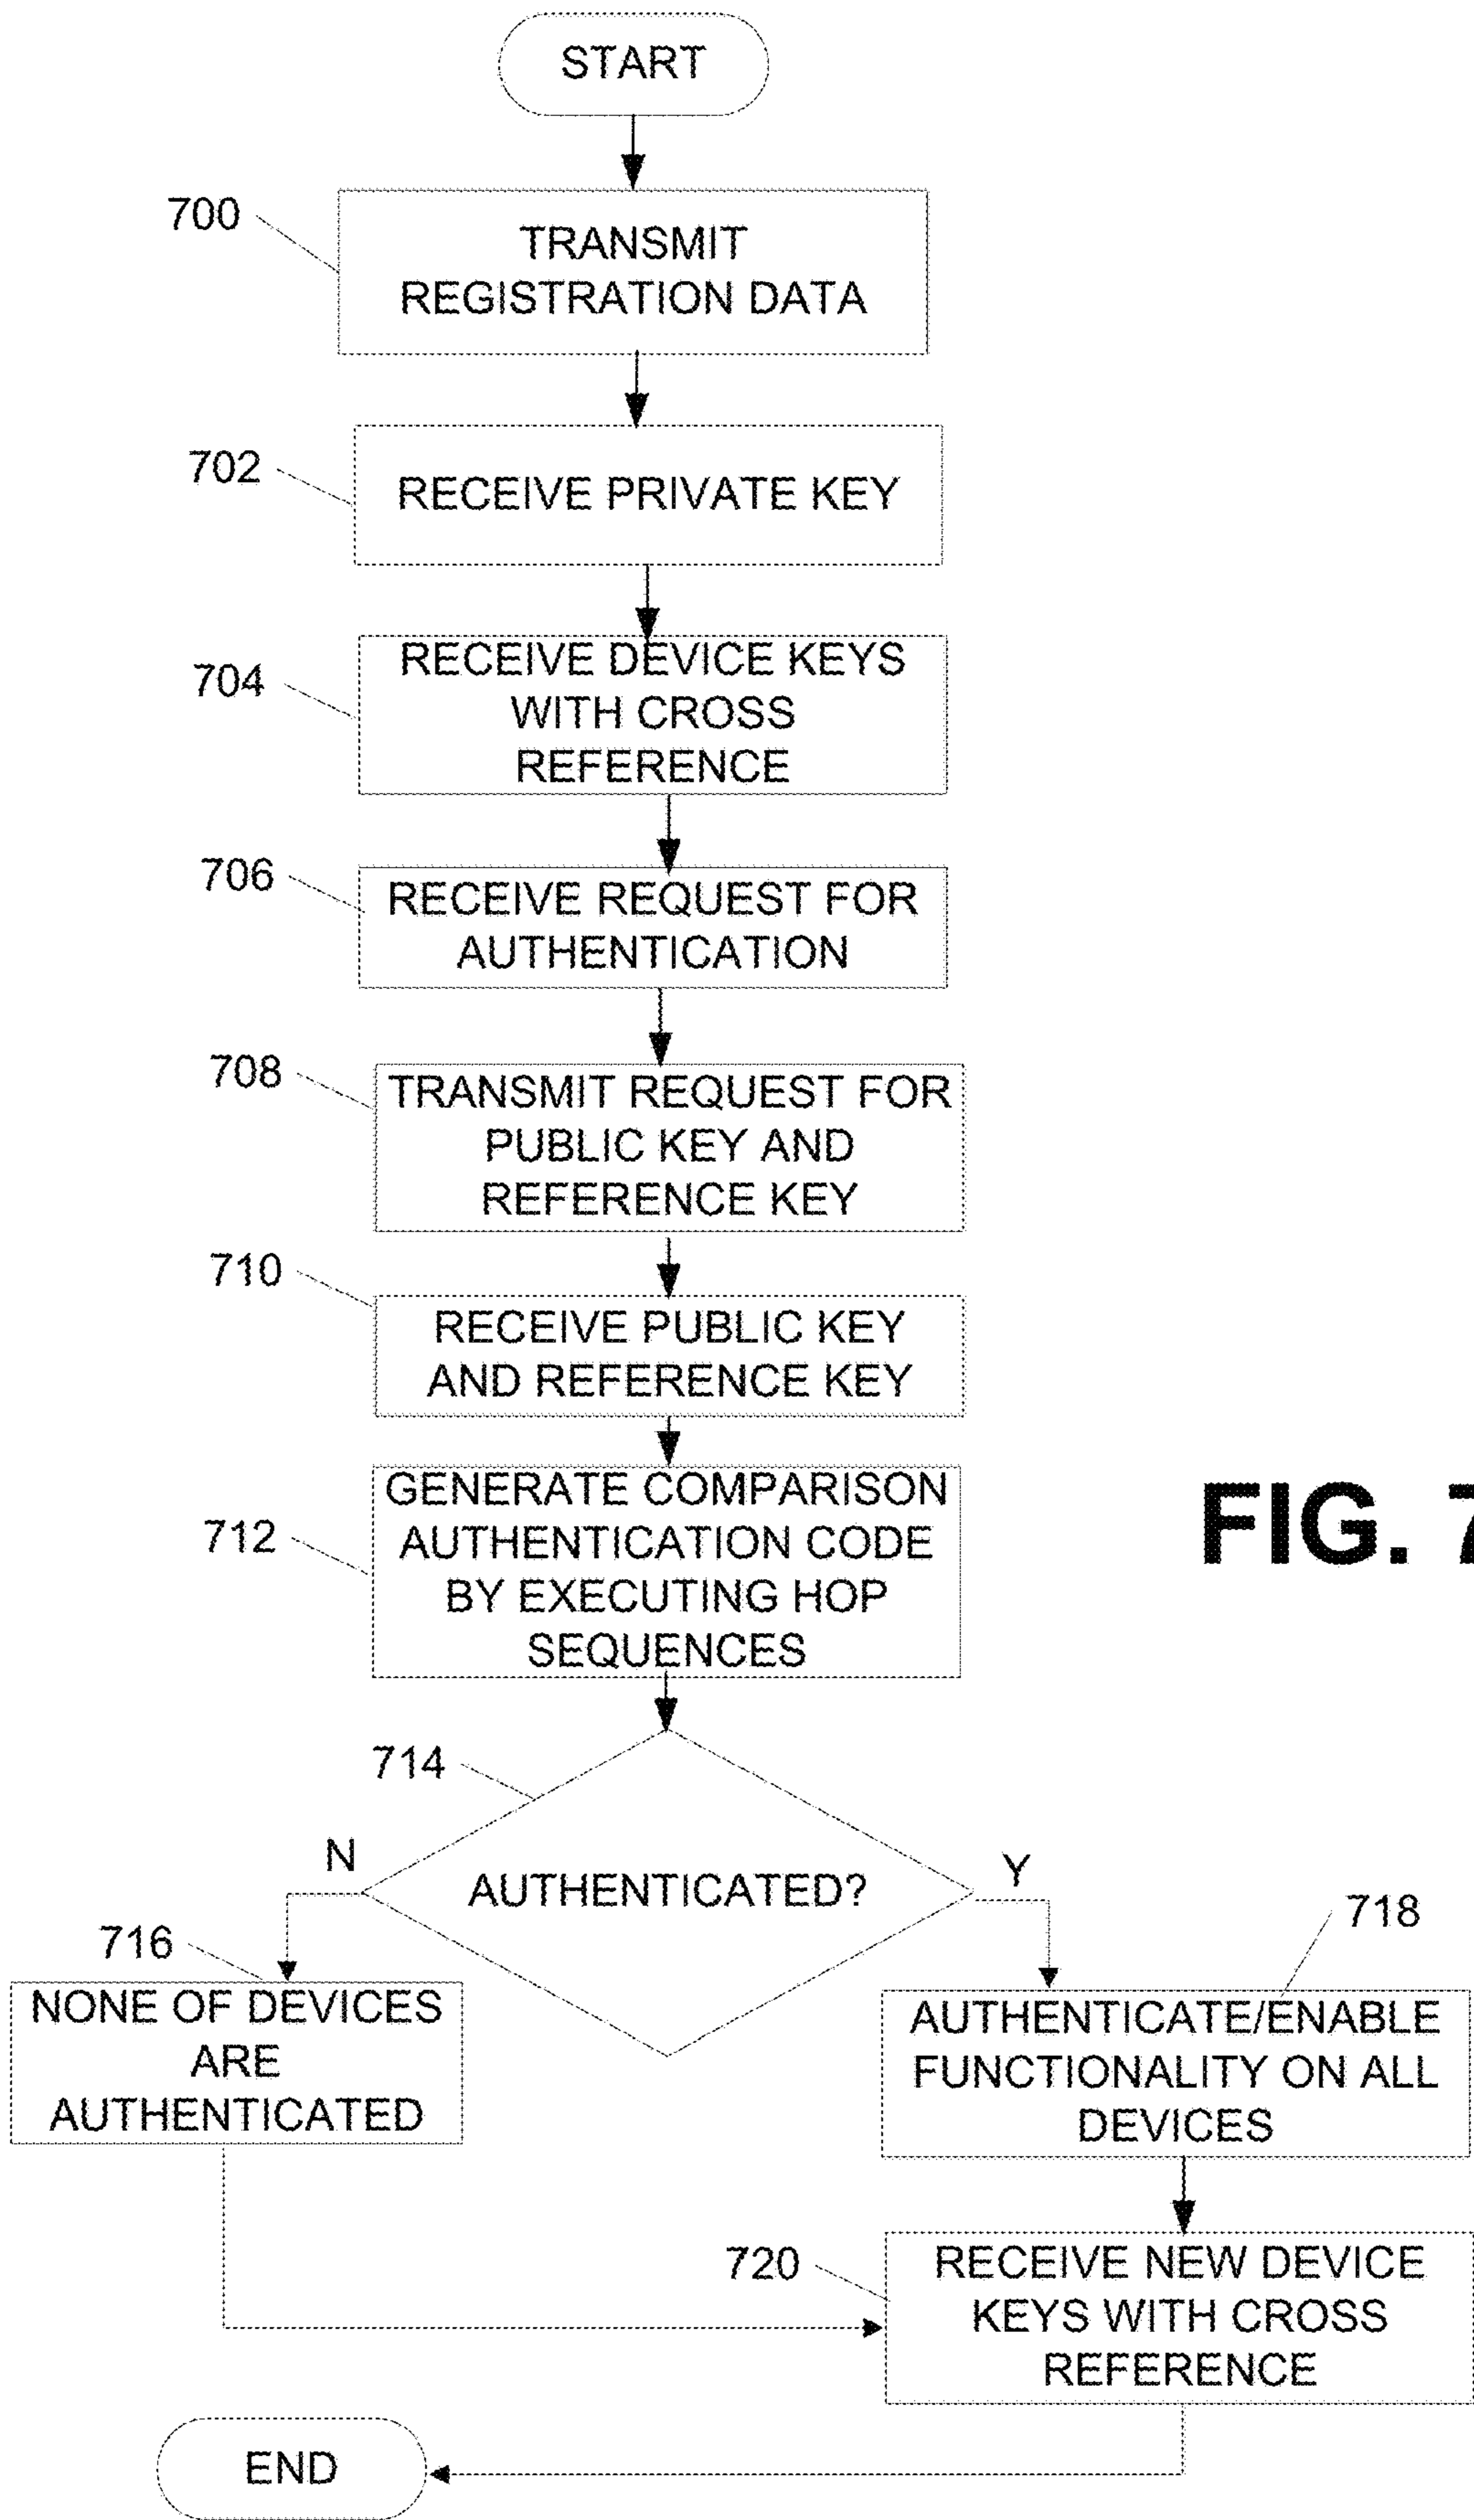 START
700
TRANSMIT
REGISTRATION DATA
702
RECEIVE PRIVATE KEY
704
RECEIVE DEVICE KEYS
WITH CROSS
REFERENCE
706
RECEIVE REQUEST FOR
AUTHENTICATION
708
TRANSMIT REQUEST FOR
PUBLIC KEY AND
REFERENCE KEY
710
RECEIVE PUBLIC KEY
AND REFERENCE KEY
712
GENERATE COMPARISON
AUTHENTICATION CODE
BY EXECUTING HOP
SEQUENCES
FIG. 7
714
N
AUTHENTICATED?
Y
716
NONE OF DEVICES
ARE
AUTHENTICATED
718
AUTHENTICATE/ENABLE
FUNCTIONALITY ON ALL
DEVICES
720
RECEIVE NEW DEVICE
KEYS WITH CROSS
REFERENCE
END